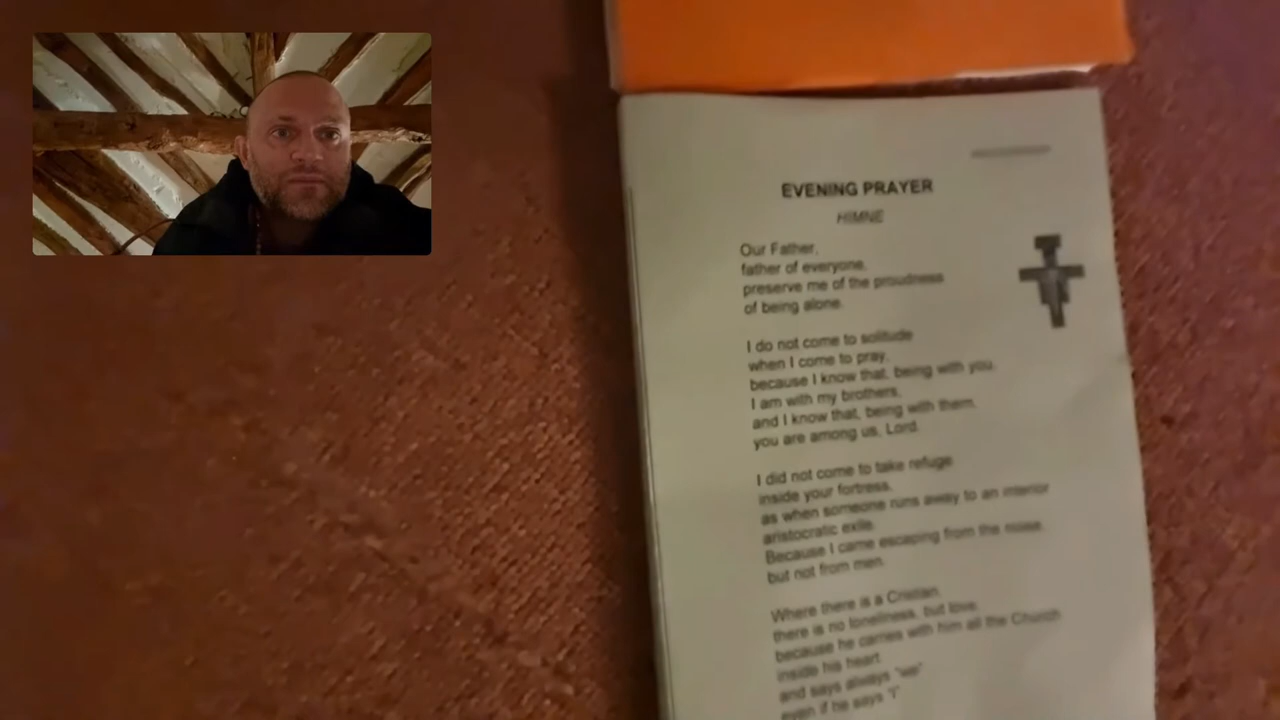 EVENING PRAYER
HIMNE
Our Father,
father of everyone,
preserve me of the proudness
of being alone.
I do not come to solitude
when I come to pray,
because I know that, being with you,
I am with my brothers,
and I know that, being with them,
you are among us, Lord.
I did not come to take refuge
inside your fortress,
as when someone runs away to an interior
aristocratic exile.
Because I came escaping from the noise,
but not from men.
Where there is a Cristian,
there is no loneliness, but love,
because he carries with him all the Church
inside his heart
and says always "we"
even if he says "I"